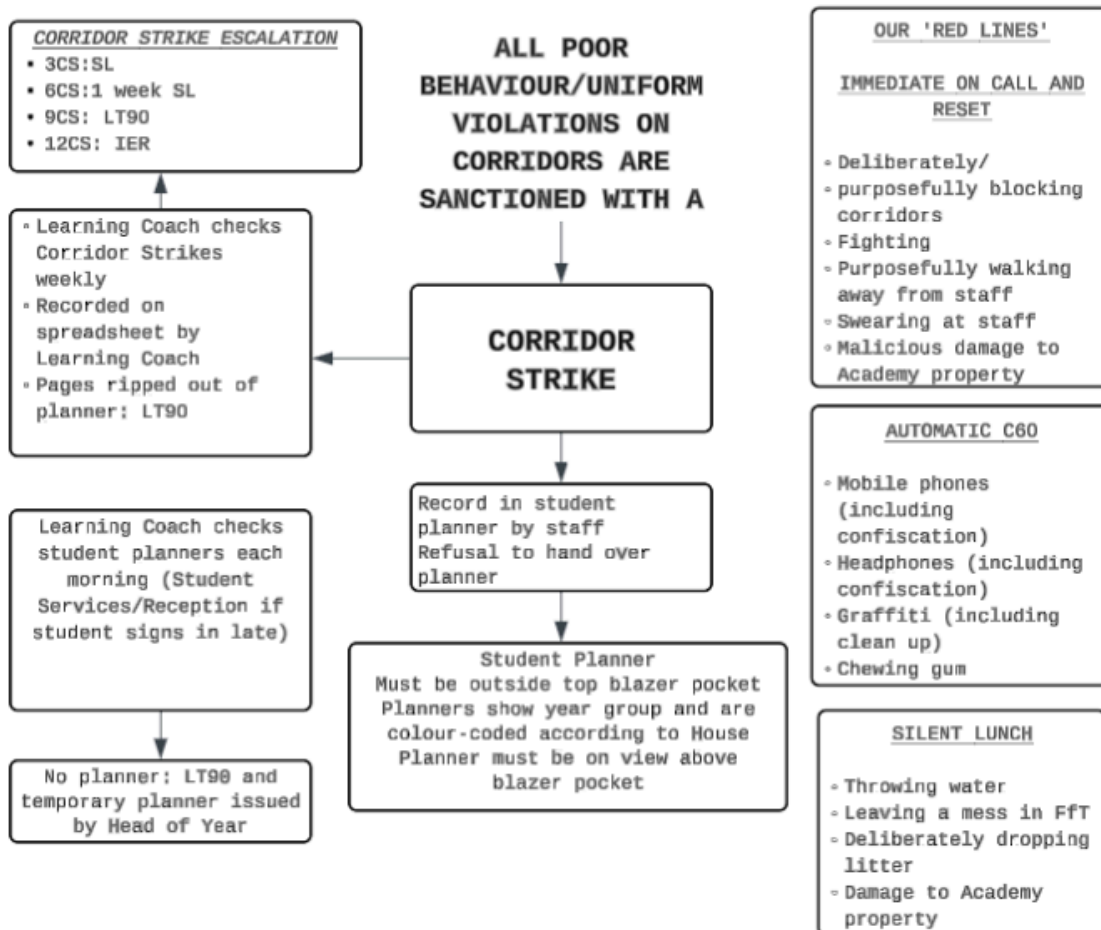 CORRIDOR STRIKE ESCALATION
• 3CS:SL
• 6CS:1 week SL
• 9CS: LT90
• 12CS: IER
ALL POOR
BEHAVIOUR/UNIFORM
VIOLATIONS ON
CORRIDORS ARE
SANCTIONED WITH A
OUR 'RED LINES'
IMMEDIATE ON CALL AND
RESET
◦ Deliberately/
◦ purposefully blocking
corridors
◦ Fighting
◦ Purposefully walking
away from staff
◦ Swearing at staff
◦ Malicious damage to
Academy property
◦ Learning Coach checks
Corridor Strikes
weekly
◦ Recorded on
spreadsheet by
Learning Coach
◦ Pages ripped out of
planner: LT90
CORRIDOR
STRIKE
AUTOMATIC C60
◦ Mobile phones
(including
confiscation)
◦ Headphones (including
confiscation)
◦ Graffiti (including
clean up)
◦ Chewing gum
Record in student
planner by staff
Refusal to hand over
planner
Learning Coach checks
student planners each
morning (Student
Services/Reception if
student signs in late)
Student Planner
Must be outside top blazer pocket
Planners show year group and are
colour-coded according to House
Planner must be on view above
blazer pocket
No planner: LT90 and
temporary planner issued
by Head of Year
SILENT LUNCH
◦ Throwing water
◦ Leaving a mess in FfT
◦ Deliberately dropping
litter
◦ Damage to Academy
property